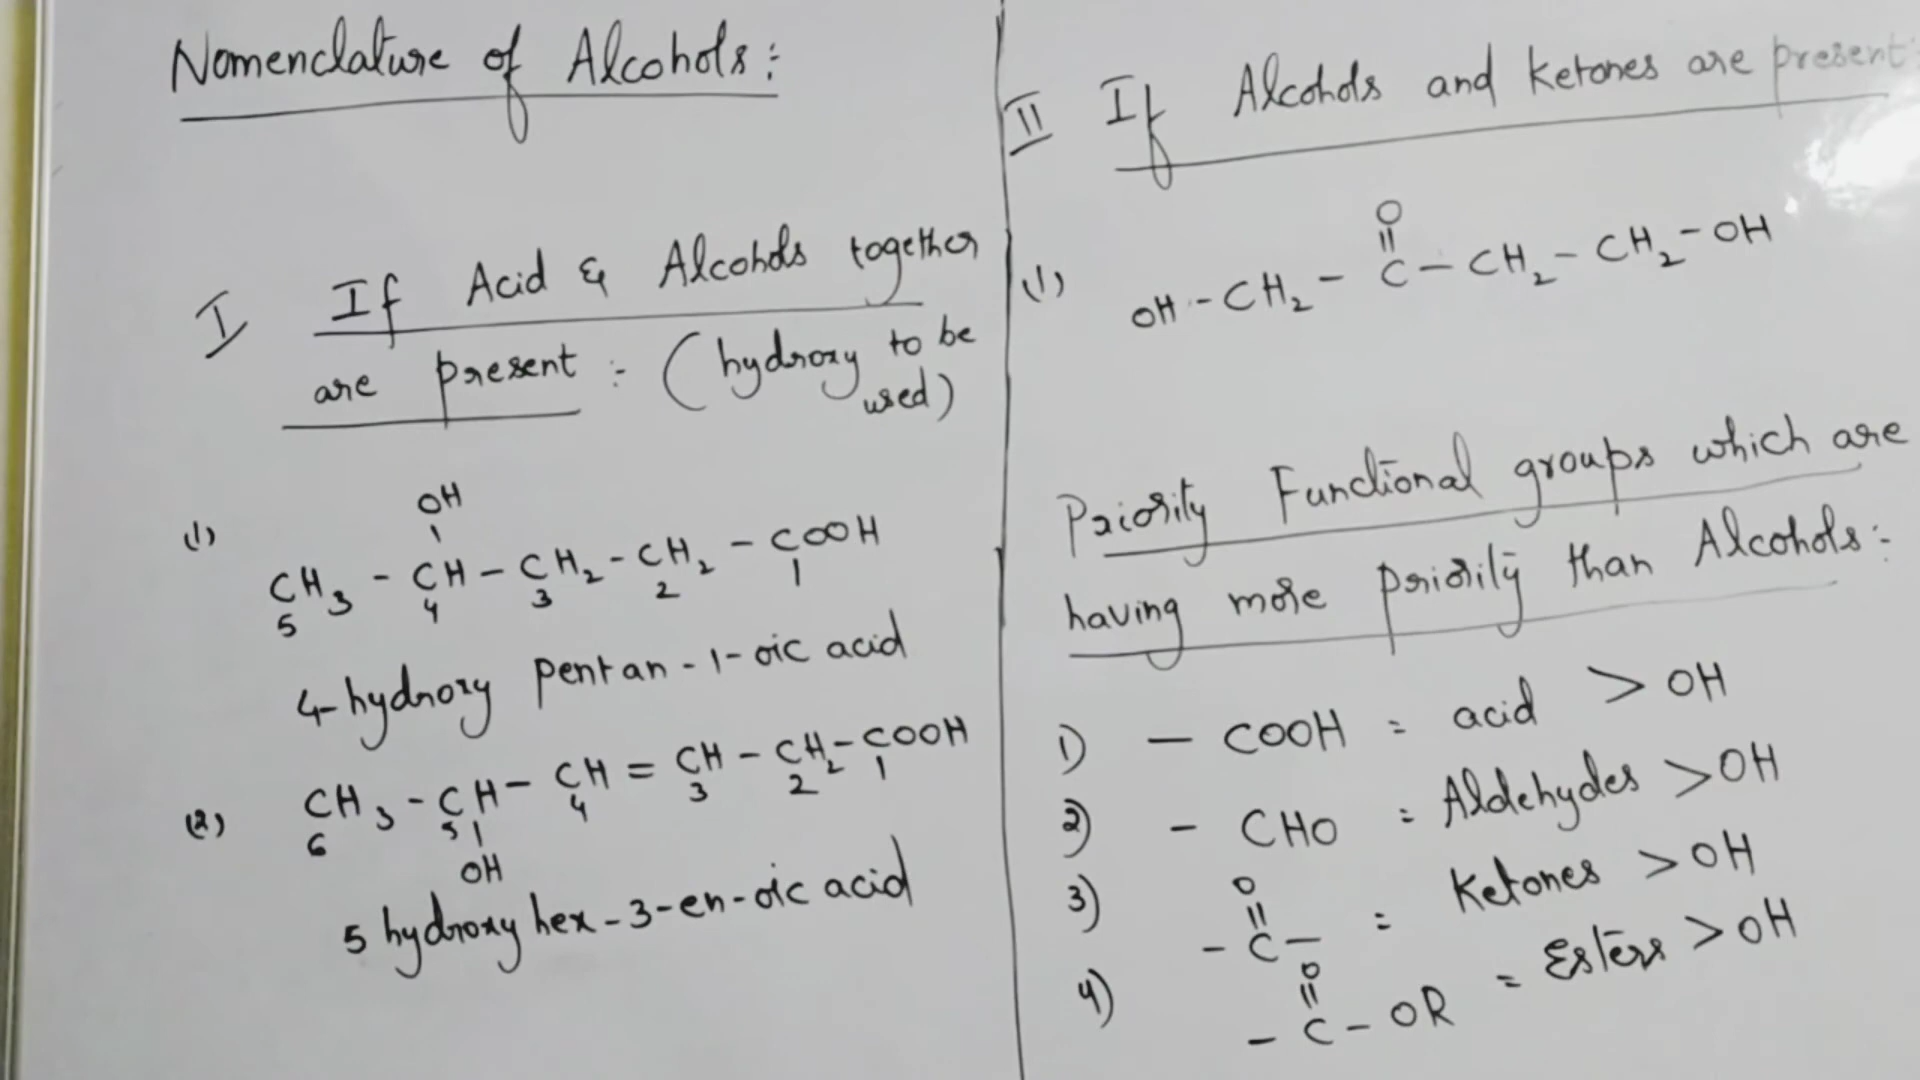 Nomenclature of Alcohols:
I If Acid & Alcohols together
are present :- (hydroxy to be
used)
OH
(1) CH3 - CH - CH2 - CH2 - COOH
5 4 3 2 1
4-hydroxy pentan-1-oic acid
(2) CH3 - CH - CH = CH - CH2 - COOH
6 5 4 3 2 1
OH
5 hydroxy hex-3-en-oic acid
II If Alcohols and ketones are present:
O
(1) OH - CH2 - C - CH2 - CH2 - OH
Priority Functional groups which are
having more priority than Alcohols:-
1) - COOH = acid > OH
2) - CHO = Aldehydes > OH
O
3) - C - = Ketones > OH
O
4) - C - OR = Esters > OH